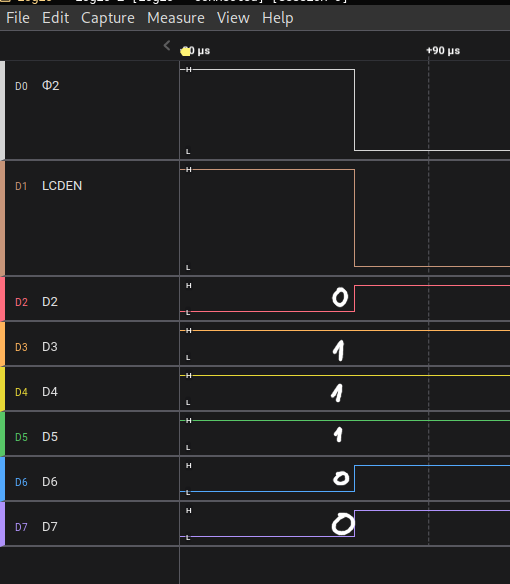 File Edit Capture Measure View Help
0 µs +90 µs
D0 Φ2 H
L
D1 LCDEN H
L
D2 D2 H
L 0
D3 D3 H
L 1
D4 D4 H
L 1
D5 D5 H
L 1
D6 D6 H
L 0
D7 D7 H
L 0